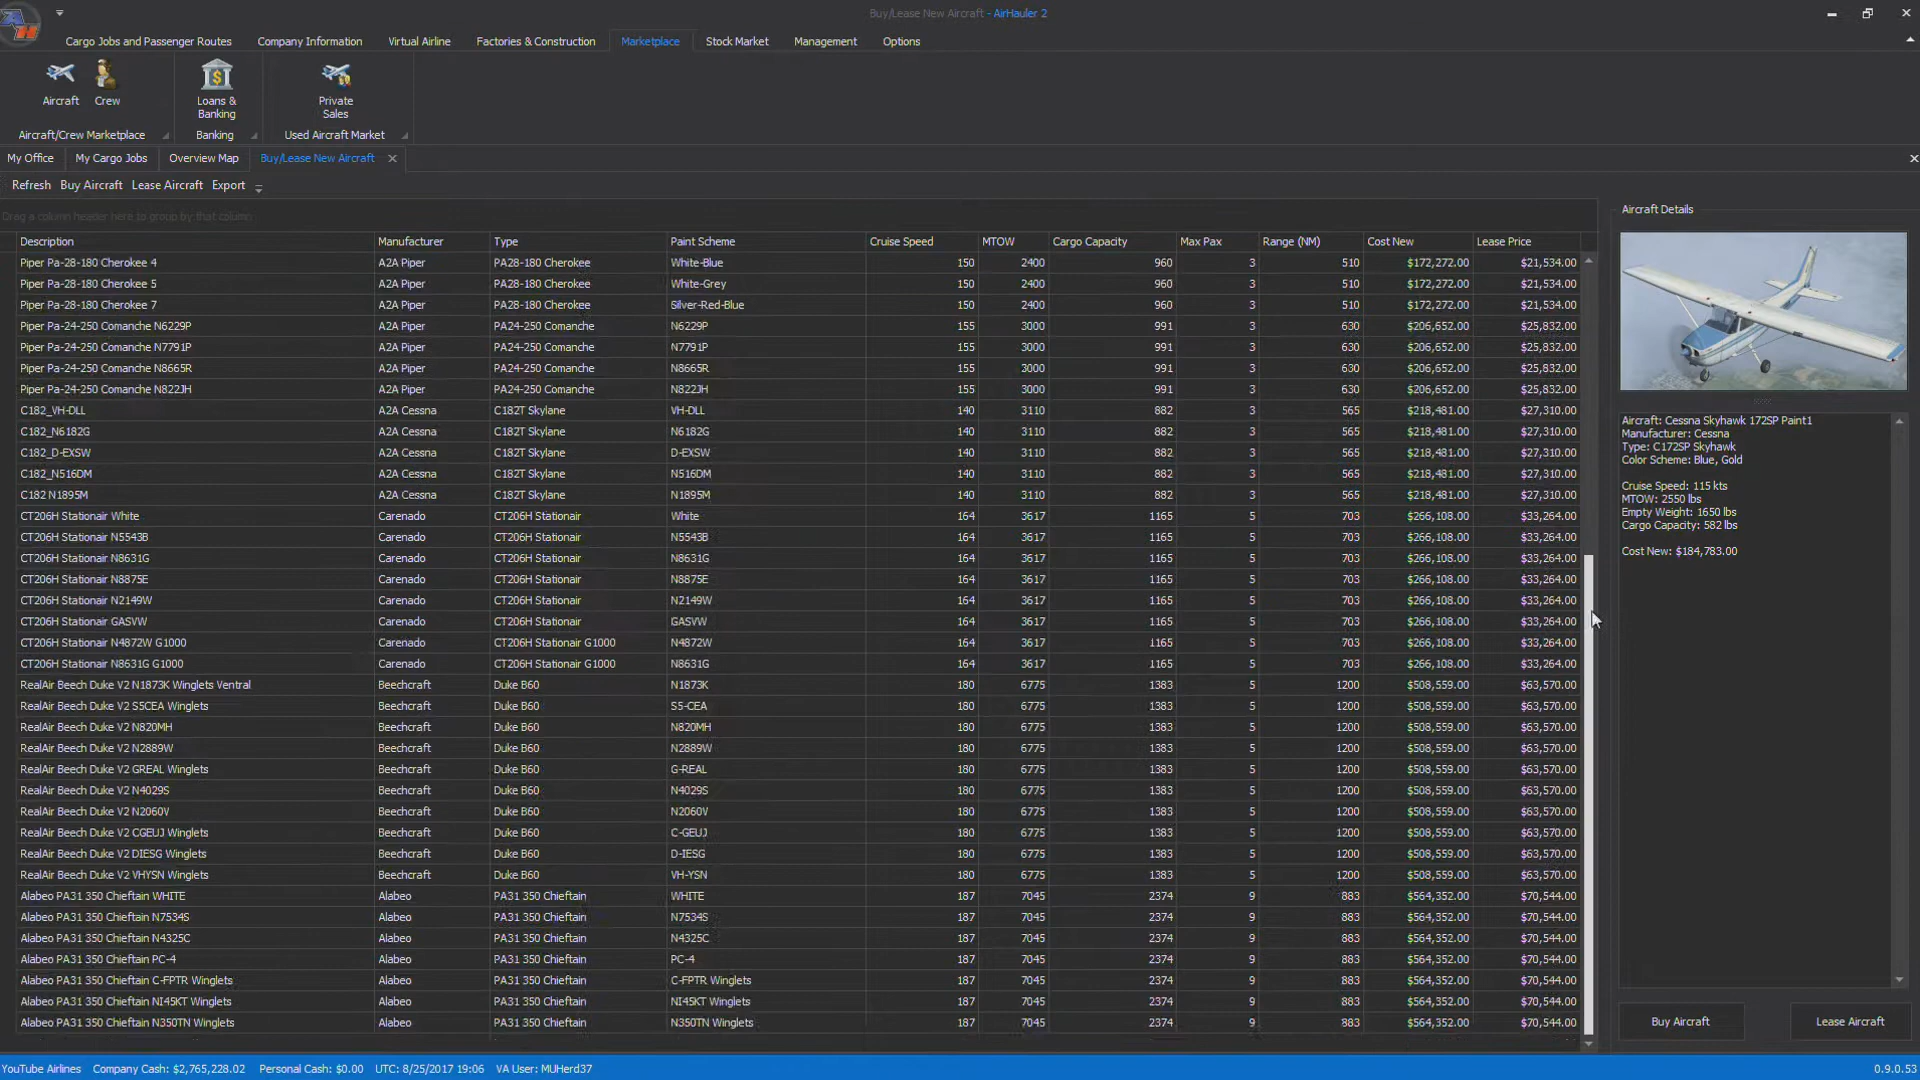 Buy/Lease New Aircraft - AirHauler 2
Cargo Jobs and Passenger Routes Company Information Virtual Airline Factories & Construction Marketplace Stock Market Management Options
Aircraft Crew Loans & Banking Private Sales
Aircraft/Crew Marketplace Banking Used Aircraft Market
My Office My Cargo Jobs Overview Map Buy/Lease New Aircraft
Refresh Buy Aircraft Lease Aircraft Export
Drag a column header here to group by that column
Description Manufacturer Type Paint Scheme Cruise Speed MTOW Cargo Capacity Max Pax Range (NM) Cost New Lease Price
Piper Pa-28-180 Cherokee 4 A2A Piper PA28-180 Cherokee White-Blue 150 2400 960 3 510 $172,272.00 $21,534.00
Piper Pa-28-180 Cherokee 5 A2A Piper PA28-180 Cherokee White-Grey 150 2400 960 3 510 $172,272.00 $21,534.00
Piper Pa-28-180 Cherokee 7 A2A Piper PA28-180 Cherokee Silver-Red-Blue 150 2400 960 3 510 $172,272.00 $21,534.00
Piper Pa-24-250 Comanche N6229P A2A Piper PA24-250 Comanche N6229P 155 3000 991 3 630 $206,652.00 $25,832.00
Piper Pa-24-250 Comanche N7791P A2A Piper PA24-250 Comanche N7791P 155 3000 991 3 630 $206,652.00 $25,832.00
Piper Pa-24-250 Comanche N8665R A2A Piper PA24-250 Comanche N8665R 155 3000 991 3 630 $206,652.00 $25,832.00
Piper Pa-24-250 Comanche N822JH A2A Piper PA24-250 Comanche N822JH 155 3000 991 3 630 $206,652.00 $25,832.00
C182_VH-DLL A2A Cessna C182T Skylane VH-DLL 140 3110 882 3 565 $218,481.00 $27,310.00
C182_N6182G A2A Cessna C182T Skylane N6182G 140 3110 882 3 565 $218,481.00 $27,310.00
C182_D-EXSW A2A Cessna C182T Skylane D-EXSW 140 3110 882 3 565 $218,481.00 $27,310.00
C182_N516DM A2A Cessna C182T Skylane N516DM 140 3110 882 3 565 $218,481.00 $27,310.00
C182 N1895M A2A Cessna C182T Skylane N1895M 140 3110 882 3 565 $218,481.00 $27,310.00
CT206H Stationair White Carenado CT206H Stationair White 164 3617 1165 5 703 $266,108.00 $33,264.00
CT206H Stationair N5543B Carenado CT206H Stationair N5543B 164 3617 1165 5 703 $266,108.00 $33,264.00
CT206H Stationair N8631G Carenado CT206H Stationair N8631G 164 3617 1165 5 703 $266,108.00 $33,264.00
CT206H Stationair N8875E Carenado CT206H Stationair N8875E 164 3617 1165 5 703 $266,108.00 $33,264.00
CT206H Stationair N2149W Carenado CT206H Stationair N2149W 164 3617 1165 5 703 $266,108.00 $33,264.00
CT206H Stationair GASVW Carenado CT206H Stationair GASVW 164 3617 1165 5 703 $266,108.00 $33,264.00
CT206H Stationair N4872W G1000 Carenado CT206H Stationair G1000 N4872W 164 3617 1165 5 703 $266,108.00 $33,264.00
CT206H Stationair N8631G G1000 Carenado CT206H Stationair G1000 N8631G 164 3617 1165 5 703 $266,108.00 $33,264.00
RealAir Beech Duke V2 N1873K Winglets Ventral Beechcraft Duke B60 N1873K 180 6775 1383 5 1200 $508,559.00 $63,570.00
RealAir Beech Duke V2 S5CEA Winglets Beechcraft Duke B60 S5-CEA 180 6775 1383 5 1200 $508,559.00 $63,570.00
RealAir Beech Duke V2 N820MH Beechcraft Duke B60 N820MH 180 6775 1383 5 1200 $508,559.00 $63,570.00
RealAir Beech Duke V2 N2889W Beechcraft Duke B60 N2889W 180 6775 1383 5 1200 $508,559.00 $63,570.00
RealAir Beech Duke V2 GREAL Winglets Beechcraft Duke B60 G-REAL 180 6775 1383 5 1200 $508,559.00 $63,570.00
RealAir Beech Duke V2 N4029S Beechcraft Duke B60 N4029S 180 6775 1383 5 1200 $508,559.00 $63,570.00
RealAir Beech Duke V2 N2060V Beechcraft Duke B60 N2060V 180 6775 1383 5 1200 $508,559.00 $63,570.00
RealAir Beech Duke V2 CGEUJ Winglets Beechcraft Duke B60 C-GEUJ 180 6775 1383 5 1200 $508,559.00 $63,570.00
RealAir Beech Duke V2 DIESG Winglets Beechcraft Duke B60 D-IESG 180 6775 1383 5 1200 $508,559.00 $63,570.00
RealAir Beech Duke V2 VHYSN Winglets Beechcraft Duke B60 VH-YSN 180 6775 1383 5 1200 $508,559.00 $63,570.00
Alabeo PA31 350 Chieftain WHITE Alabeo PA31 350 Chieftain WHITE 187 7045 2374 9 883 $564,352.00 $70,544.00
Alabeo PA31 350 Chieftain N7534S Alabeo PA31 350 Chieftain N7534S 187 7045 2374 9 883 $564,352.00 $70,544.00
Alabeo PA31 350 Chieftain N4325C Alabeo PA31 350 Chieftain N4325C 187 7045 2374 9 883 $564,352.00 $70,544.00
Alabeo PA31 350 Chieftain PC-4 Alabeo PA31 350 Chieftain PC-4 187 7045 2374 9 883 $564,352.00 $70,544.00
Alabeo PA31 350 Chieftain C-FPTR Winglets Alabeo PA31 350 Chieftain C-FPTR Winglets 187 7045 2374 9 883 $564,352.00 $70,544.00
Alabeo PA31 350 Chieftain NI45KT Winglets Alabeo PA31 350 Chieftain NI45KT Winglets 187 7045 2374 9 883 $564,352.00 $70,544.00
Alabeo PA31 350 Chieftain N350TN Winglets Alabeo PA31 350 Chieftain N350TN Winglets 187 7045 2374 9 883 $564,352.00 $70,544.00
Aircraft Details
Aircraft: Cessna Skyhawk 172SP Paint1
Manufacturer: Cessna
Type: C172SP Skyhawk
Color Scheme: Blue, Gold
Cruise Speed: 115 kts
MTOW: 2550 lbs
Empty Weight: 1650 lbs
Cargo Capacity: 582 lbs
Cost New: $184,783.00
Buy Aircraft Lease Aircraft
YouTube Airlines Company Cash: $2,765,228.02 Personal Cash: $0.00 UTC: 8/25/2017 19:06 VA User: MUHerd37 0.9.0.53